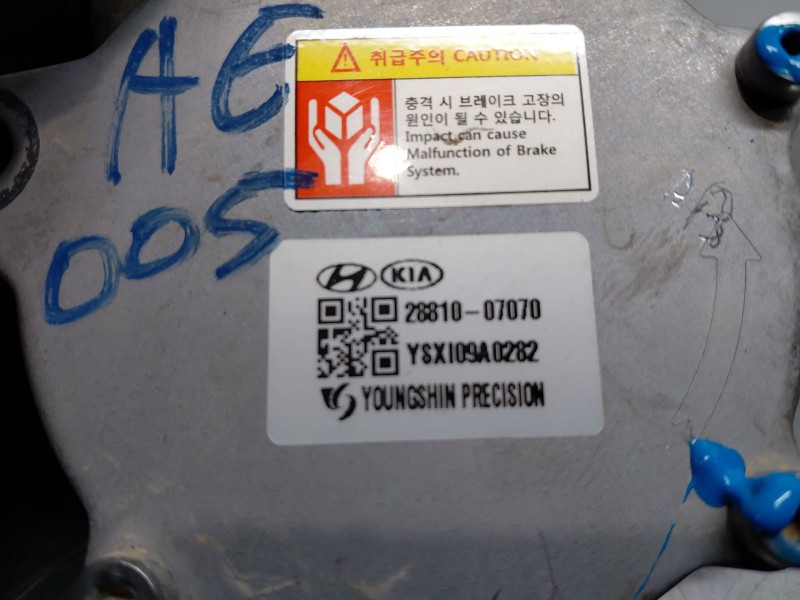 AE
005
취급주의 CAUTION
충격 시 브레이크 고장의
원인이 될 수 있습니다.
Impact can cause
Malfunction of Brake
System.
KIA
28810-07070
YSXI09A0282
YOUNGSHIN PRECISION